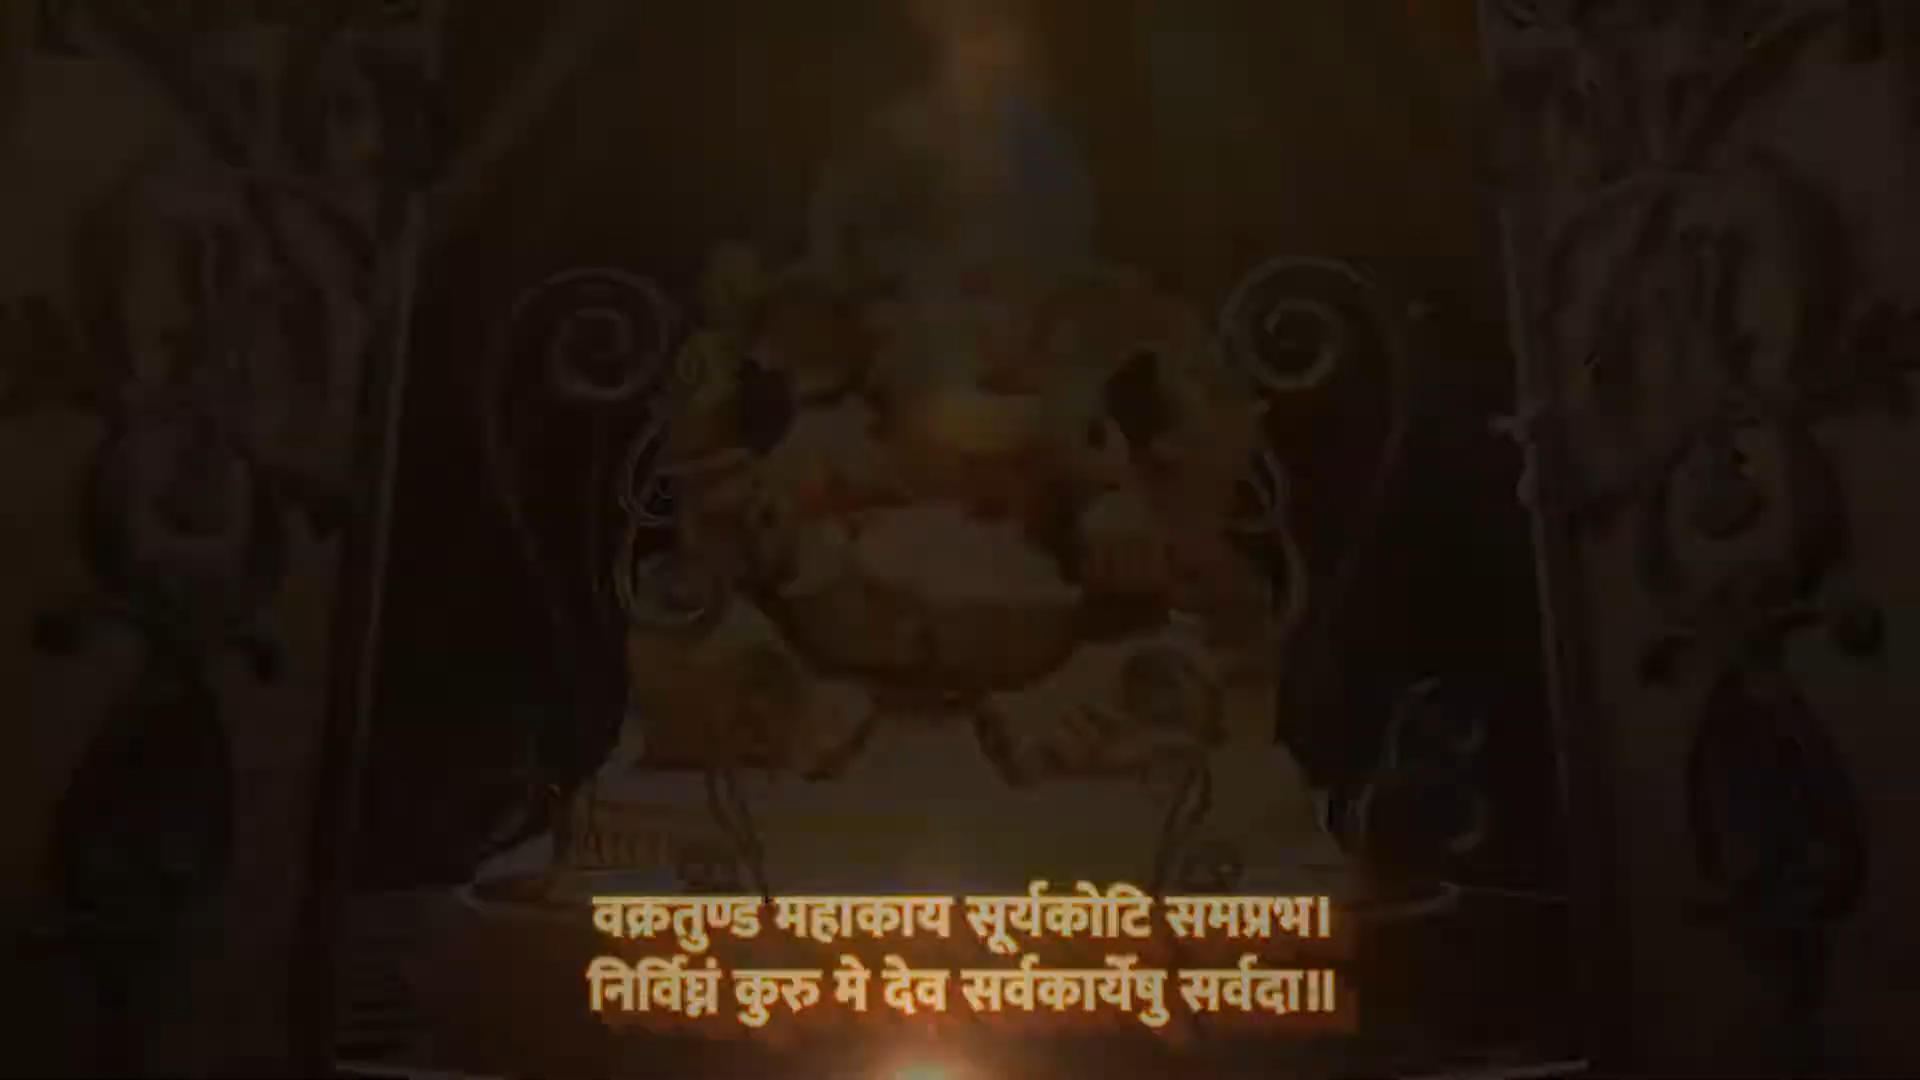 वक्रतुण्ड महाकाय सूर्यकोटि समप्रभ।
निर्विघ्नं कुरु मे देव सर्वकार्येषु सर्वदा॥